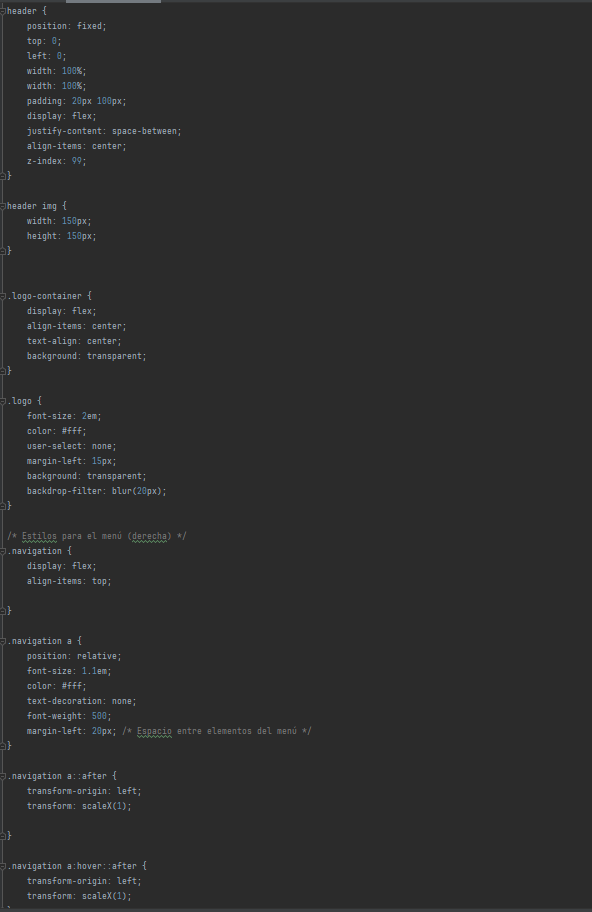 header {
    position: fixed;
    top: 0;
    left: 0;
    width: 100%;
    width: 100%;
    padding: 20px 100px;
    display: flex;
    justify-content: space-between;
    align-items: center;
    z-index: 99;
}
header img {
    width: 150px;
    height: 150px;
}
.logo-container {
    display: flex;
    align-items: center;
    text-align: center;
    background: transparent;
}
.logo {
    font-size: 2em;
    color: #fff;
    user-select: none;
    margin-left: 15px;
    background: transparent;
    backdrop-filter: blur(20px);
}
/* Estilos para el menú (derecha) */
.navigation {
    display: flex;
    align-items: top;
}
.navigation a {
    position: relative;
    font-size: 1.1em;
    color: #fff;
    text-decoration: none;
    font-weight: 500;
    margin-left: 20px; /* Espacio entre elementos del menú */
}
.navigation a::after {
    transform-origin: left;
    transform: scaleX(1);
}
.navigation a:hover::after {
    transform-origin: left;
    transform: scaleX(1);